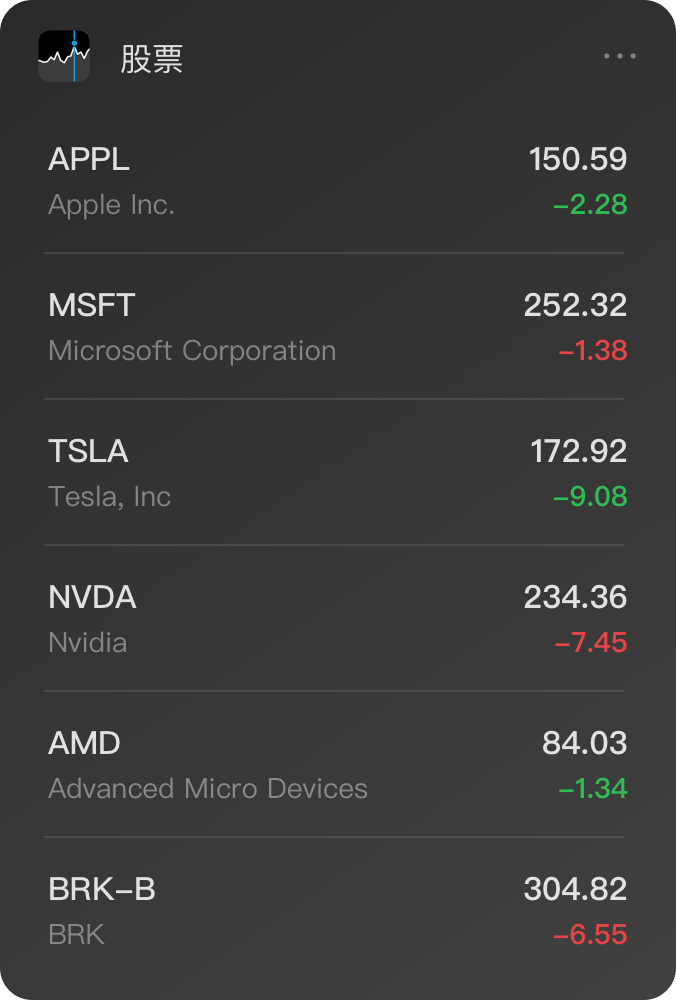 股票
APPL 150.59
Apple Inc. -2.28
MSFT 252.32
Microsoft Corporation -1.38
TSLA 172.92
Tesla, Inc -9.08
NVDA 234.36
Nvidia -7.45
AMD 84.03
Advanced Micro Devices -1.34
BRK-B 304.82
BRK -6.55